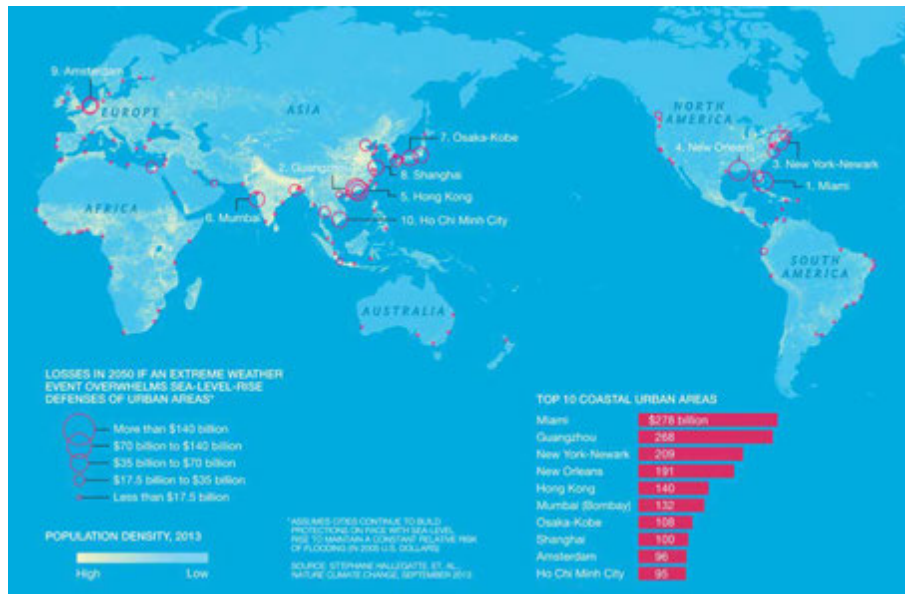 9. Amsterdam
EUROPE
ASIA
NORTH
AMERICA
7. Osaka-Kobe
4. New Orleans
2. Guangzhou
8. Shanghai
3. New York-Newark
5. Hong Kong
1. Miami
AFRICA
6. Mumbai
10. Ho Chi Minh City
SOUTH
AMERICA
AUSTRALIA
LOSSES IN 2050 IF AN EXTREME WEATHER
EVENT OVERWHELMS SEA-LEVEL-RISE
DEFENSES OF URBAN AREAS*
More than $140 billion
$70 billion to $140 billion
$35 billion to $70 billion
$17.5 billion to $35 billion
Less than $17.5 billion
POPULATION DENSITY, 2013
High Low
*ASSUMES CITIES CONTINUE TO BUILD
PROTECTIONS ON PACE WITH SEA-LEVEL
RISE TO MAINTAIN A CONSTANT RELATIVE RISK
OF FLOODING (IN 2005 U.S. DOLLARS)
SOURCE: STEPHANE HALLEGATTE, ET. AL.,
NATURE CLIMATE CHANGE, SEPTEMBER 2013
TOP 10 COASTAL URBAN AREAS
Miami $278 billion
Guangzhou 268
New York-Newark 209
New Orleans 191
Hong Kong 140
Mumbai (Bombay) 132
Osaka-Kobe 108
Shanghai 100
Amsterdam 96
Ho Chi Minh City 95